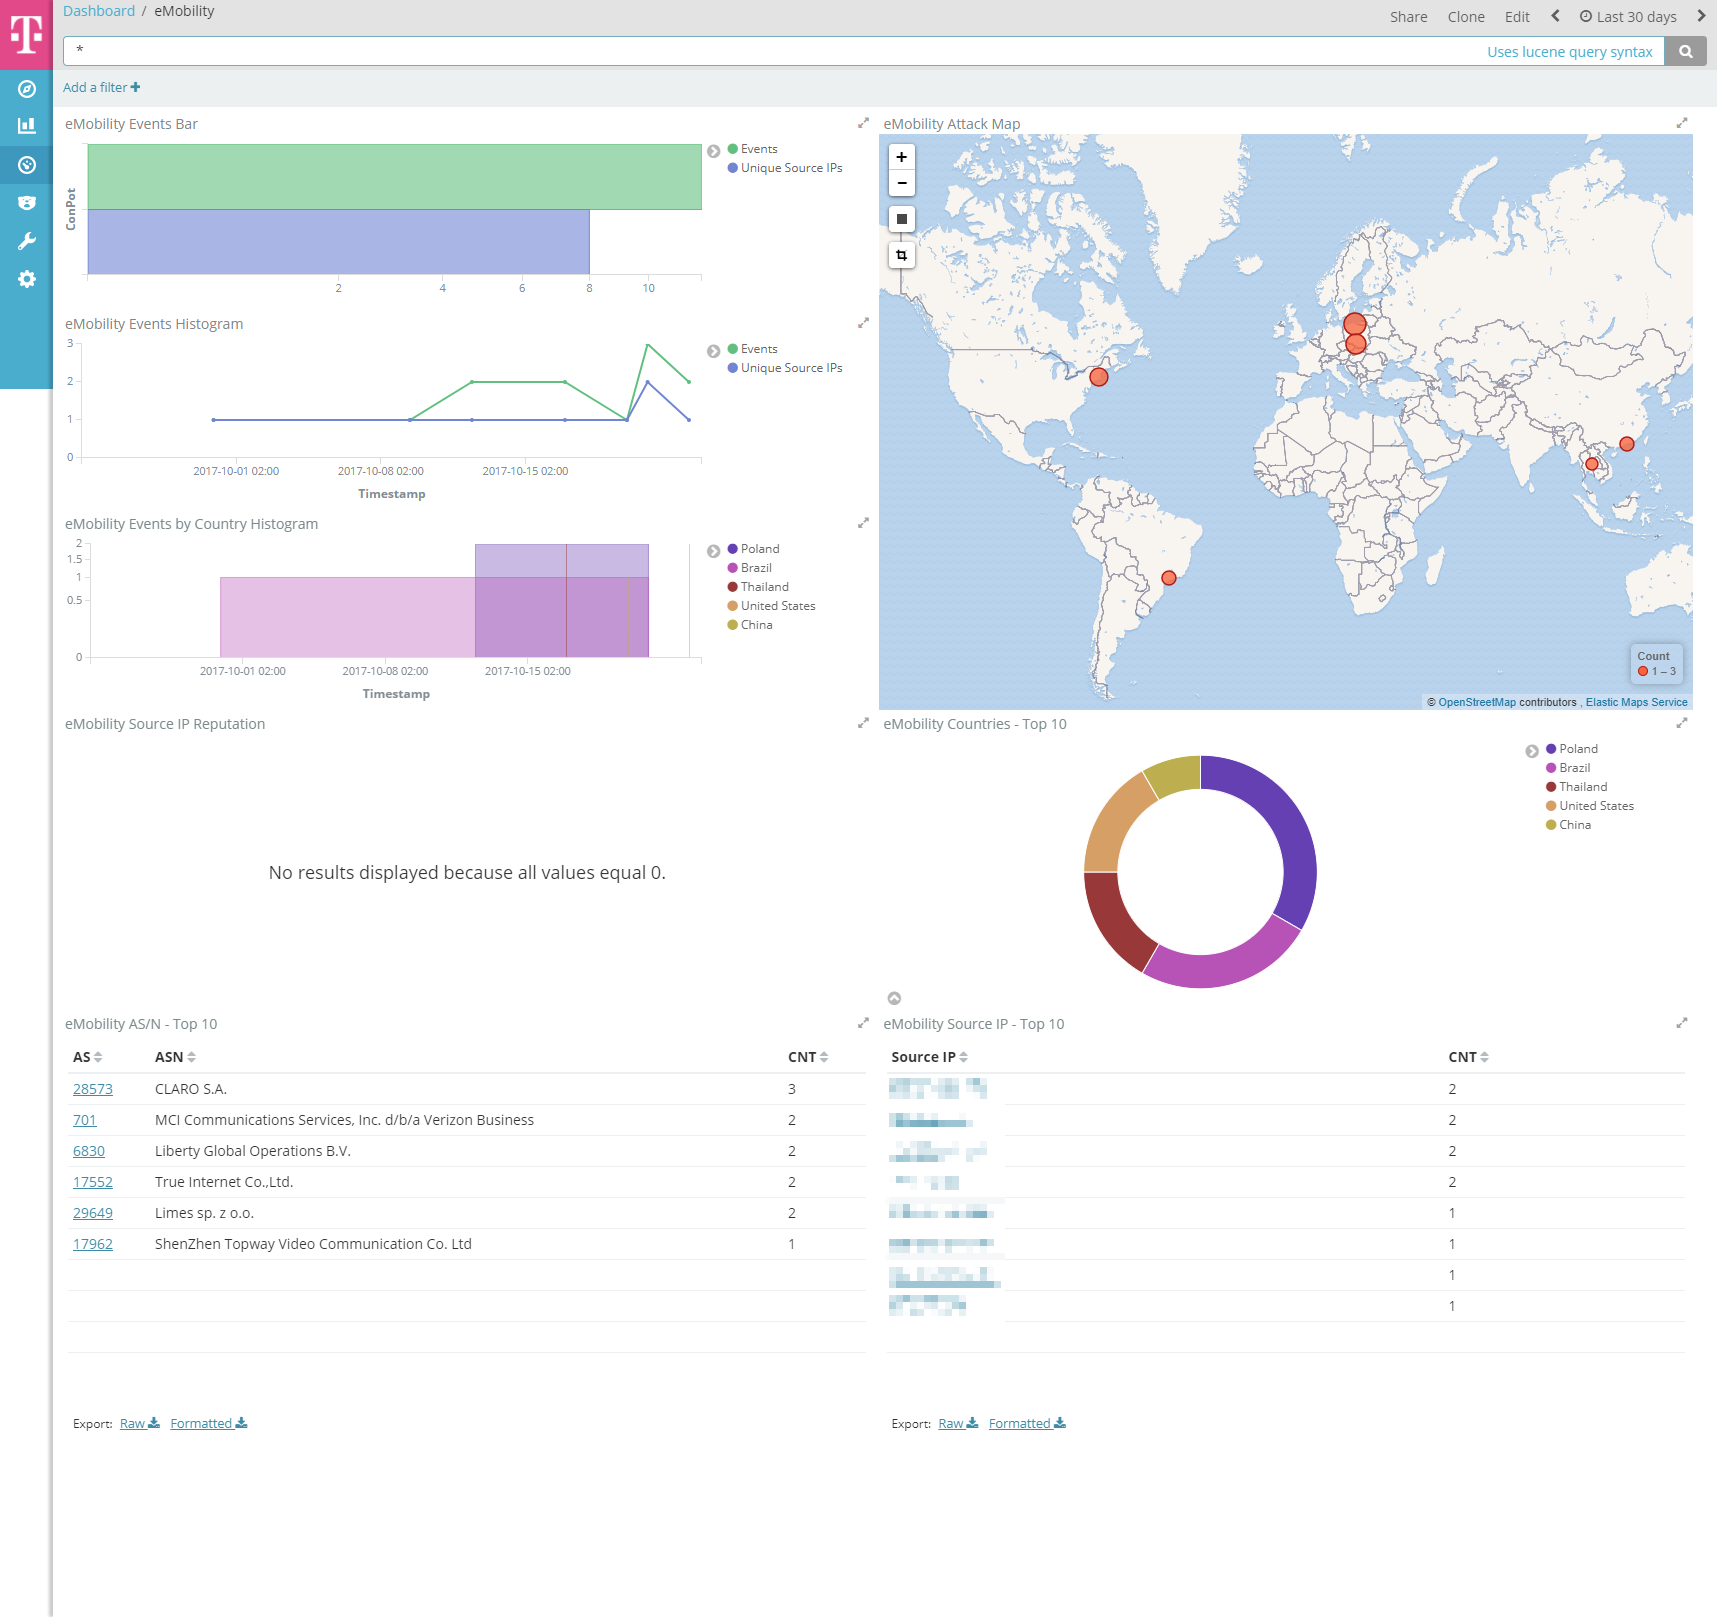 Dashboard / eMobility
Share Clone Edit Last 30 days
* Uses lucene query syntax
Add a filter
eMobility Events Bar
Events
Unique Source IPs
ConPot
2 4 6 8 10
eMobility Events Histogram
Events
Unique Source IPs
3
2
1
0
2017-10-01 02:00 2017-10-08 02:00 2017-10-15 02:00
Timestamp
eMobility Events by Country Histogram
Poland
Brazil
Thailand
United States
China
2
1.5
1
0.5
0
2017-10-01 02:00 2017-10-08 02:00 2017-10-15 02:00
Timestamp
eMobility Attack Map
+
−
Count
1 – 3
© OpenStreetMap contributors , Elastic Maps Service
eMobility Source IP Reputation
No results displayed because all values equal 0.
eMobility Countries - Top 10
Poland
Brazil
Thailand
United States
China
eMobility AS/N - Top 10
AS ASN CNT
28573 CLARO S.A. 3
701 MCI Communications Services, Inc. d/b/a Verizon Business 2
6830 Liberty Global Operations B.V. 2
17552 True Internet Co.,Ltd. 2
29649 Limes sp. z o.o. 2
17962 ShenZhen Topway Video Communication Co. Ltd 1
Export: Raw Formatted
eMobility Source IP - Top 10
Source IP CNT
2
2
2
2
1
1
1
1
Export: Raw Formatted